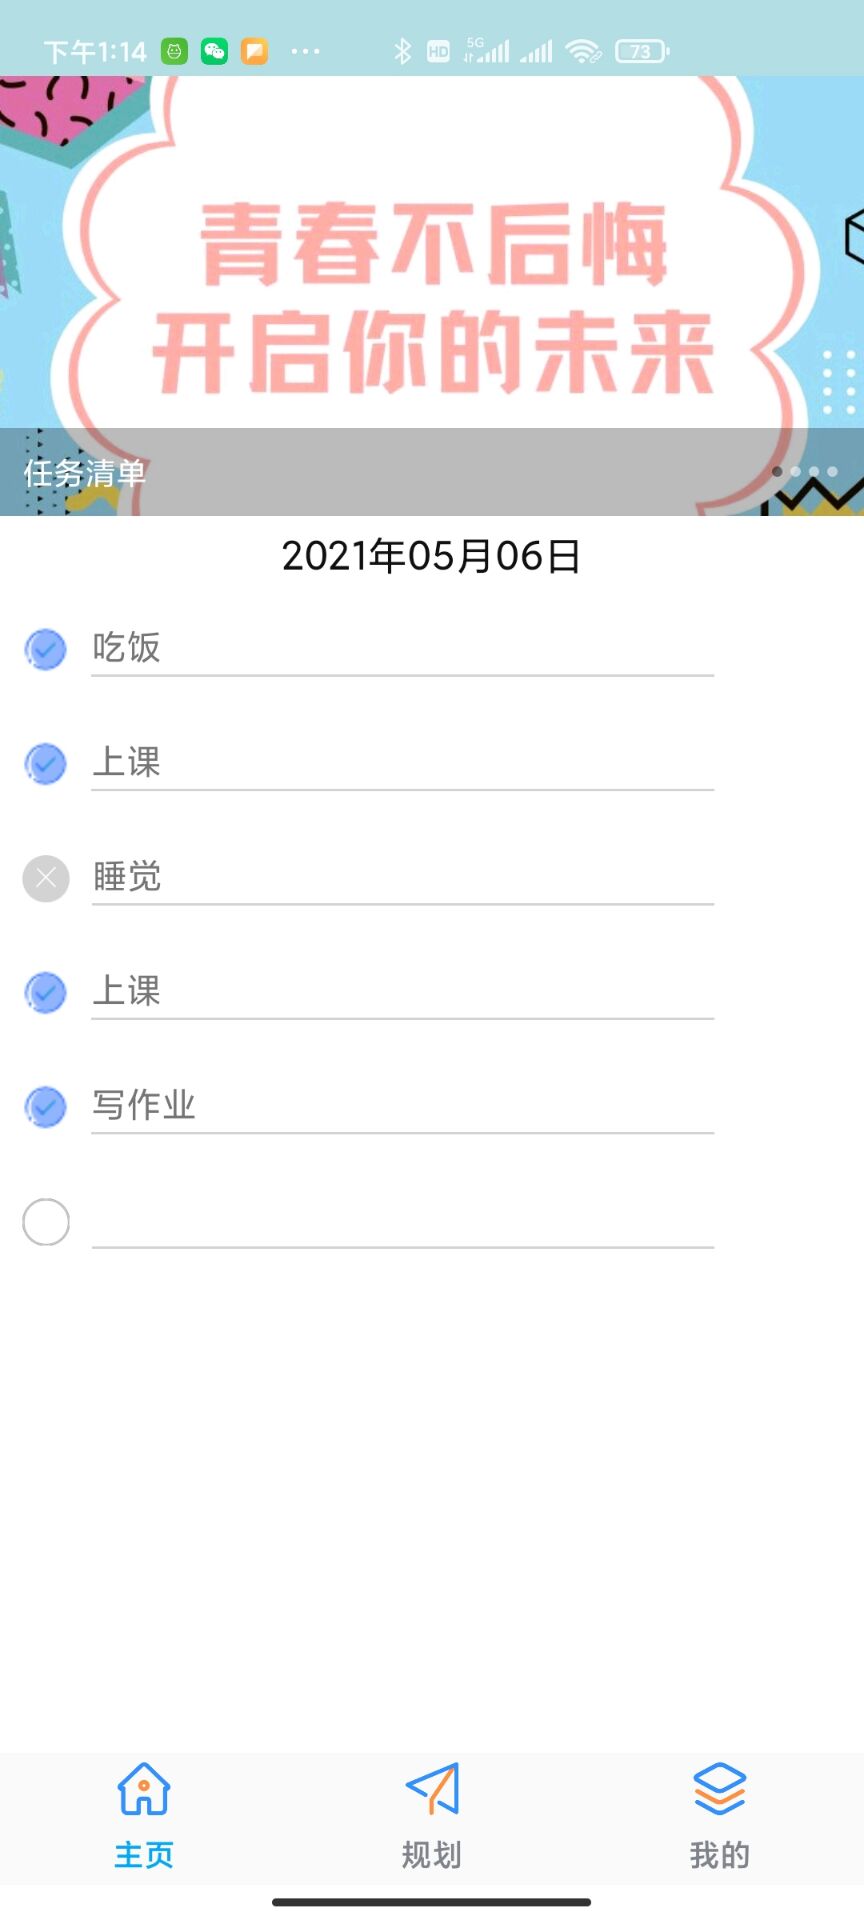 下午1:14
HD
5G
73
青春不后悔
开启你的未来
任务清单
2021年05月06日
吃饭
上课
睡觉
上课
写作业
主页
规划
我的